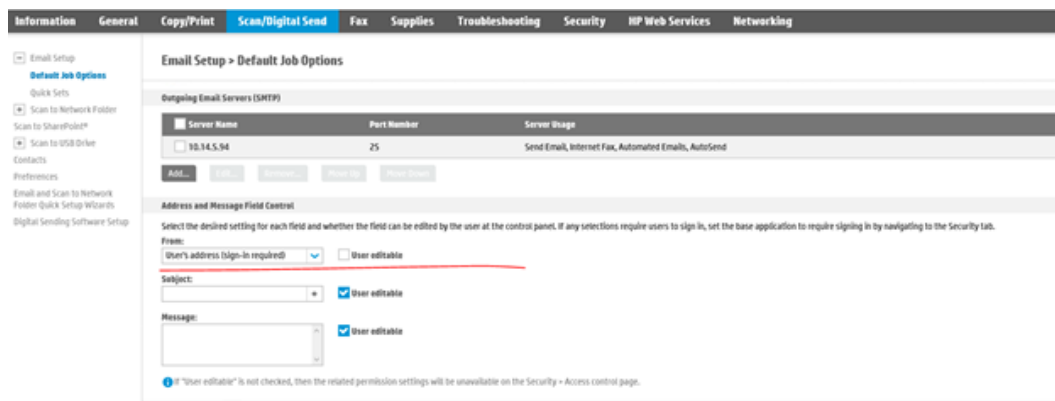 Information General Copy/Print Scan/Digital Send Fax Supplies Troubleshooting Security HP Web Services Networking
Email Setup
Default Job Options
Quick Sets
Scan to Network Folder
Scan to SharePoint®
Scan to USB Drive
Contacts
Preferences
Email and Scan to Network
Folder Quick Setup Wizards
Digital Sending Software Setup
Email Setup > Default Job Options
Outgoing Email Servers (SMTP)
Server Name Port Number Server Usage
10.14.5.94 25 Send Email, Internet Fax, Automated Emails, AutoSend
Add... Edit... Remove... Move Up Move Down
Address and Message Field Control
Select the desired setting for each field and whether the field can be edited by the user at the control panel. If any selections require users to sign in, set the base application to require signing in by navigating to the Security tab.
From:
User's address (sign-in required) User editable
Subject:
User editable
Message:
User editable
If "User editable" is not checked, then the related permission settings will be unavailable on the Security > Access control page.